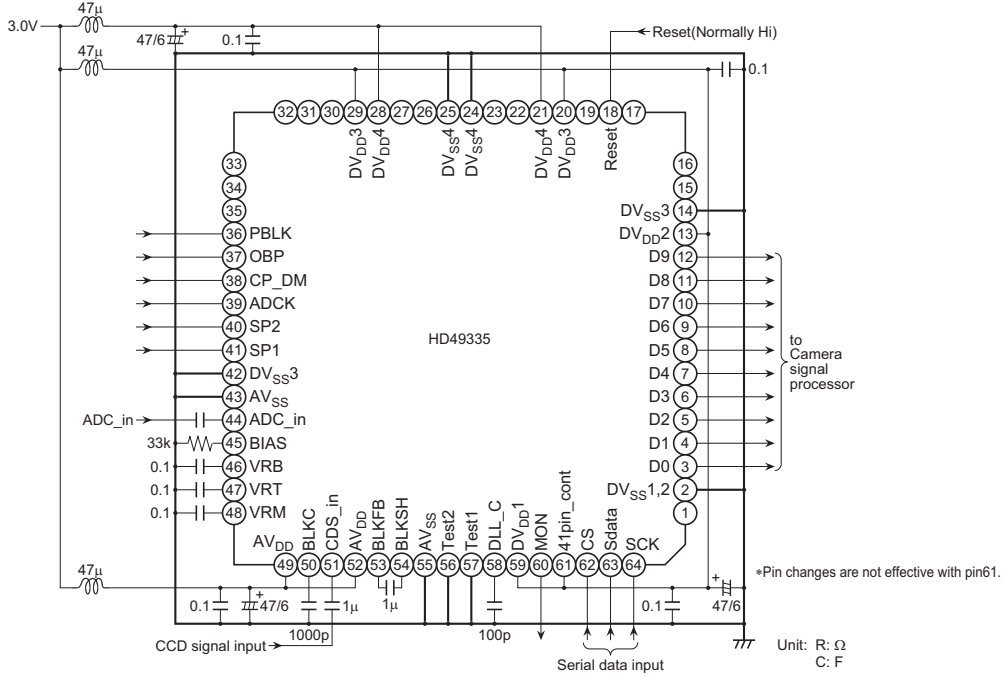 47μ
3.0V
47/6
+
0.1
Reset(Normally Hi)
47μ
0.1
32 31 30 29 28 27 26 25 24 23 22 21 20 19 18 17
DVDD3
DVDD4
DVSS4
DVSS4
DVDD4
DVDD3
Reset
33
34
35
36 PBLK
37 OBP
38 CP_DM
39 ADCK
40 SP2
41 SP1
42 DVSS3
43 AVSS
ADC_in
44 ADC_in
33k
45 BIAS
0.1
46 VRB
0.1
47 VRT
0.1
48 VRM
HD49335
16
15
DVSS3 14
DVDD2 13
D9 12
D8 11
D7 10
D6 9
D5 8
D4 7
D3 6
D2 5
D1 4
D0 3
DVSS1,2 2
1
to
Camera
signal
processor
AVDD
BLKC
CDS_in
AVDD
BLKFB
BLKSH
AVSS
Test2
Test1
DLL_C
DVDD1
MON
41pin_cont
CS
Sdata
SCK
49 50 51 52 53 54 55 56 57 58 59 60 61 62 63 64
47μ
0.1
+
47/6
1000p
1μ
1μ
100p
0.1
+
47/6
*Pin changes are not effective with pin61.
CCD signal input
Serial data input
Unit: R: Ω
C: F